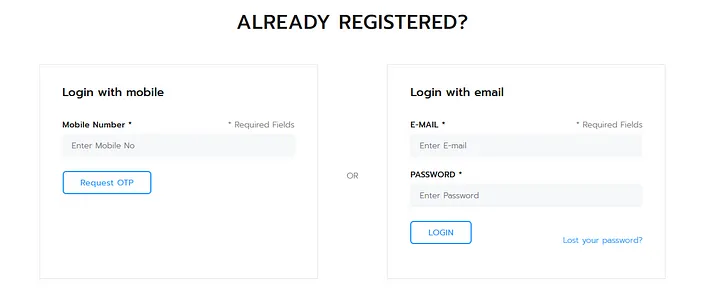 ALREADY REGISTERED?
Login with mobile
Mobile Number * * Required Fields
Enter Mobile No
Request OTP
OR
Login with email
E-MAIL * * Required Fields
Enter E-mail
PASSWORD *
Enter Password
LOGIN
Lost your password?